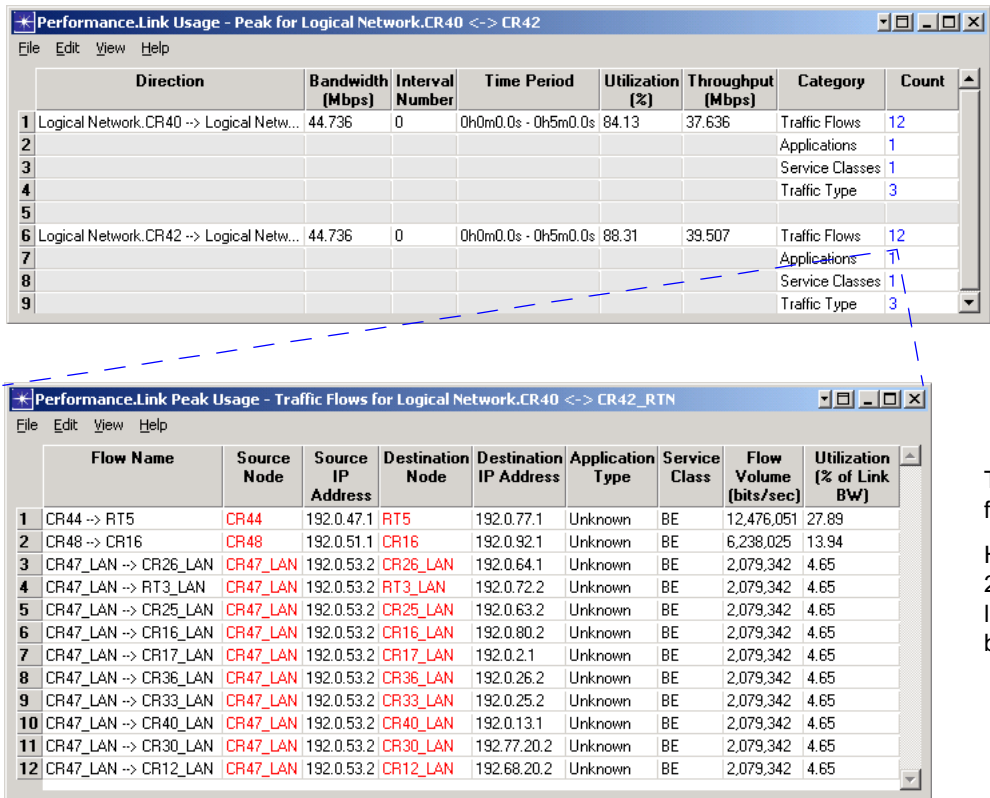 Performance.Link Usage - Peak for Logical Network.CR40 <-> CR42
File Edit View Help
Direction Bandwidth (Mbps) Interval Number Time Period Utilization (%) Throughput (Mbps) Category Count
1 Logical Network.CR40 --> Logical Netw... 44.736 0 0h0m0.0s - 0h5m0.0s 84.13 37.636 Traffic Flows 12
2 Applications 1
3 Service Classes 1
4 Traffic Type 3
5
6 Logical Network.CR42 --> Logical Netw... 44.736 0 0h0m0.0s - 0h5m0.0s 88.31 39.507 Traffic Flows 12
7 Applications 1
8 Service Classes 1
9 Traffic Type 3
Performance.Link Peak Usage - Traffic Flows for Logical Network.CR40 <-> CR42_RTN
File Edit View Help
Flow Name Source Node Source IP Address Destination Node Destination IP Address Application Type Service Class Flow Volume (bits/sec) Utilization (% of Link BW)
1 CR44 --> RT5 CR44 192.0.47.1 RT5 192.0.77.1 Unknown BE 12,476,051 27.89
2 CR48 --> CR16 CR48 192.0.51.1 CR16 192.0.92.1 Unknown BE 6,238,025 13.94
3 CR47_LAN --> CR26_LAN CR47_LAN 192.0.53.2 CR26_LAN 192.0.64.1 Unknown BE 2,079,342 4.65
4 CR47_LAN --> RT3_LAN CR47_LAN 192.0.53.2 RT3_LAN 192.0.72.2 Unknown BE 2,079,342 4.65
5 CR47_LAN --> CR25_LAN CR47_LAN 192.0.53.2 CR25_LAN 192.0.63.2 Unknown BE 2,079,342 4.65
6 CR47_LAN --> CR16_LAN CR47_LAN 192.0.53.2 CR16_LAN 192.0.80.2 Unknown BE 2,079,342 4.65
7 CR47_LAN --> CR17_LAN CR47_LAN 192.0.53.2 CR17_LAN 192.0.2.1 Unknown BE 2,079,342 4.65
8 CR47_LAN --> CR36_LAN CR47_LAN 192.0.53.2 CR36_LAN 192.0.26.2 Unknown BE 2,079,342 4.65
9 CR47_LAN --> CR33_LAN CR47_LAN 192.0.53.2 CR33_LAN 192.0.25.2 Unknown BE 2,079,342 4.65
10 CR47_LAN --> CR40_LAN CR47_LAN 192.0.53.2 CR40_LAN 192.0.13.1 Unknown BE 2,079,342 4.65
11 CR47_LAN --> CR30_LAN CR47_LAN 192.0.53.2 CR30_LAN 192.77.20.2 Unknown BE 2,079,342 4.65
12 CR47_LAN --> CR12_LAN CR47_LAN 192.0.53.2 CR12_LAN 192.68.20.2 Unknown BE 2,079,342 4.65